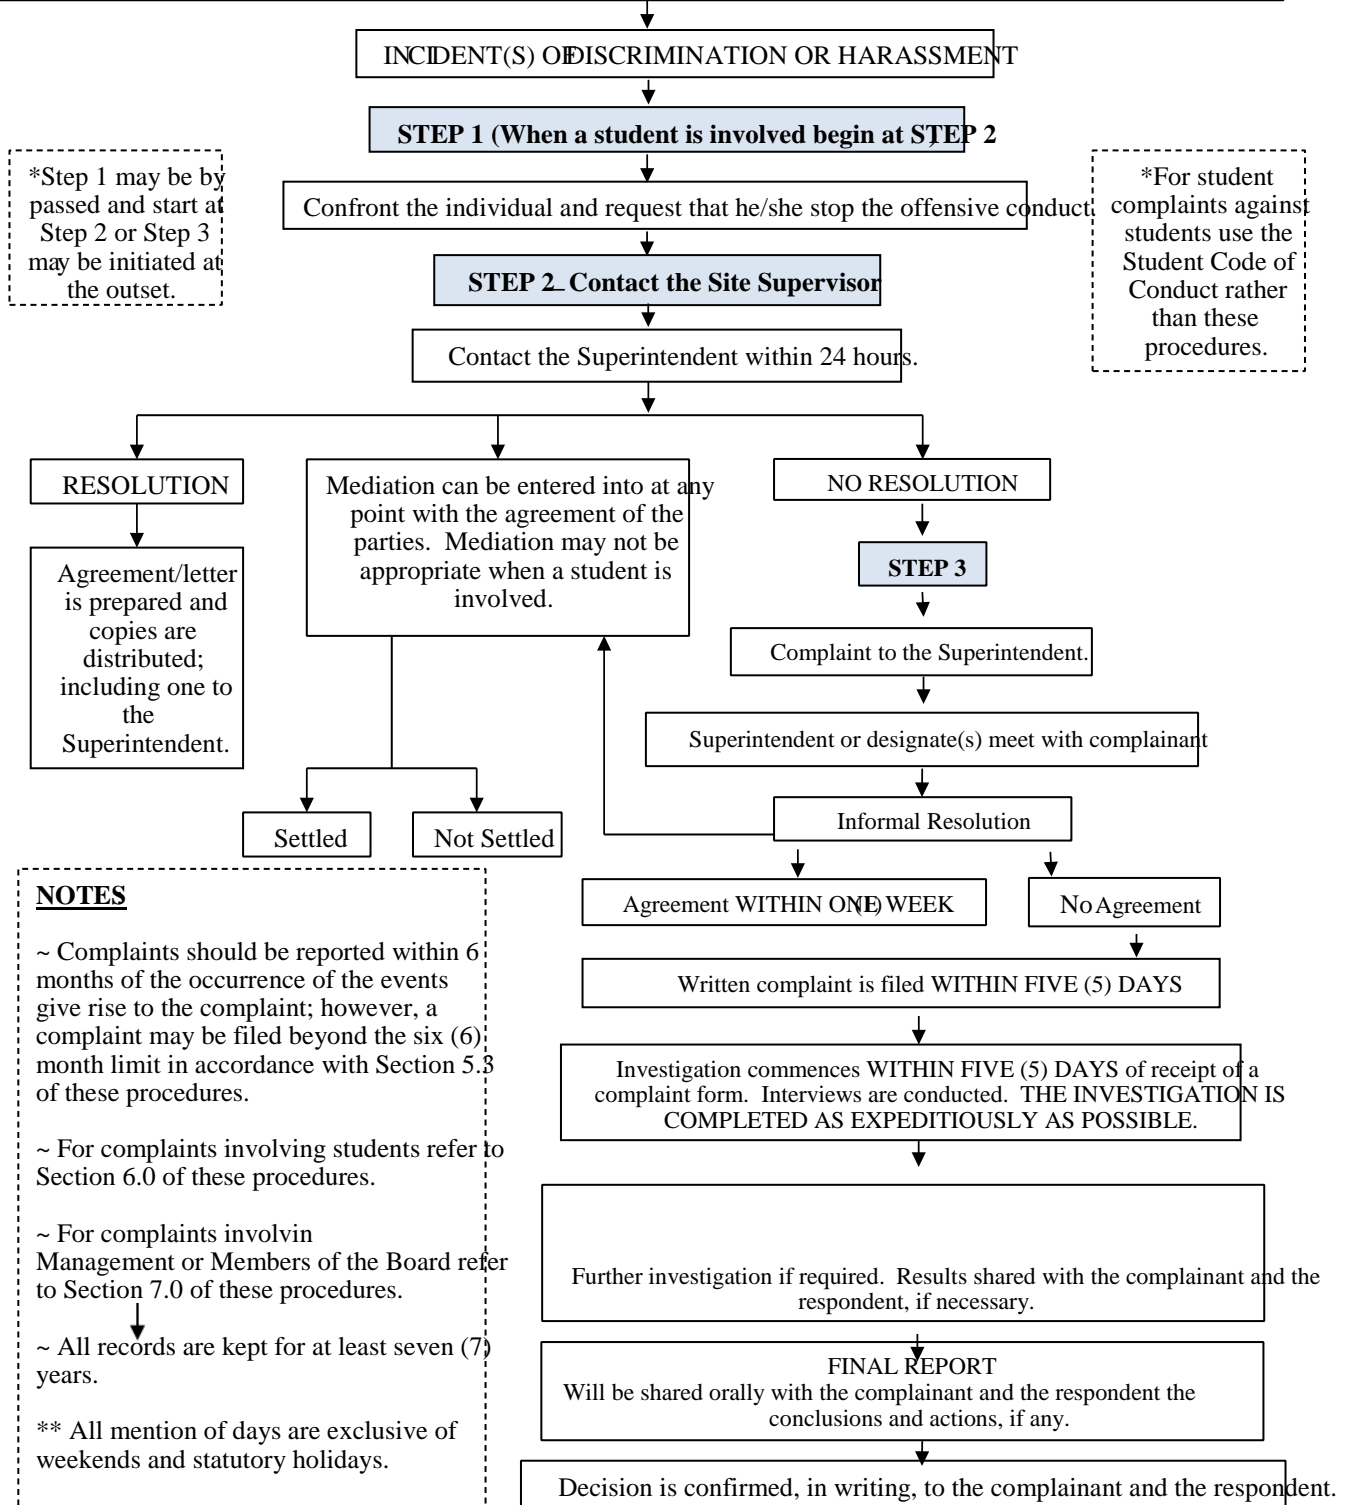 INCIDENT(S) OF DISCRIMINATION OR HARASSMENT
STEP 1 (When a student is involved begin at STEP 2)
*Step 1 may be by
passed and start at
Step 2 or Step 3
may be initiated at
the outset.
Confront the individual and request that he/she stop the offensive conduct.
*For student
complaints against
students use the
Student Code of
Conduct rather
than these
procedures.
STEP 2 – Contact the Site Supervisor
Contact the Superintendent within 24 hours.
RESOLUTION
Agreement/letter
is prepared and
copies are
distributed;
including one to
the
Superintendent.
Mediation can be entered into at any
point with the agreement of the
parties. Mediation may not be
appropriate when a student is
involved.
Settled
Not Settled
NO RESOLUTION
STEP 3
Complaint to the Superintendent.
Superintendent or designate(s) meet with complainant
Informal Resolution
Agreement WITHIN ONE (1) WEEK
No Agreement
Written complaint is filed WITHIN FIVE (5) DAYS
Investigation commences WITHIN FIVE (5) DAYS of receipt of a
complaint form. Interviews are conducted. THE INVESTIGATION IS
COMPLETED AS EXPEDITIOUSLY AS POSSIBLE.
Further investigation if required. Results shared with the complainant and the
respondent, if necessary.
FINAL REPORT
Will be shared orally with the complainant and the respondent the
conclusions and actions, if any.
Decision is confirmed, in writing, to the complainant and the respondent.
NOTES
~ Complaints should be reported within 6
months of the occurrence of the events
give rise to the complaint; however, a
complaint may be filed beyond the six (6)
month limit in accordance with Section 5.3
of these procedures.
~ For complaints involving students refer to
Section 6.0 of these procedures.
~ For complaints involvin
Management or Members of the Board refer
to Section 7.0 of these procedures.
~ All records are kept for at least seven (7)
years.
** All mention of days are exclusive of
weekends and statutory holidays.